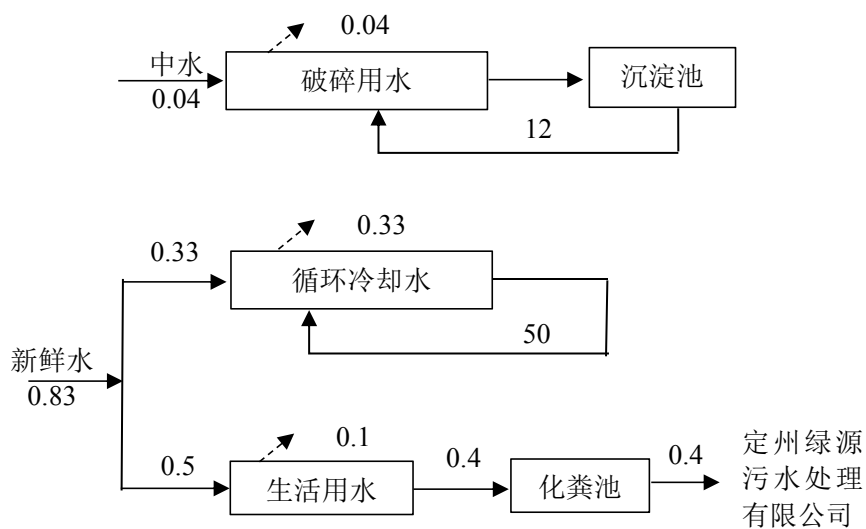 0.04
中水
0.04
破碎用水
沉淀池
12
0.33
0.33
循环冷却水
50
新鲜水
0.83
0.5
0.1
生活用水
0.4
化粪池
0.4
定州绿源
污水处理
有限公司